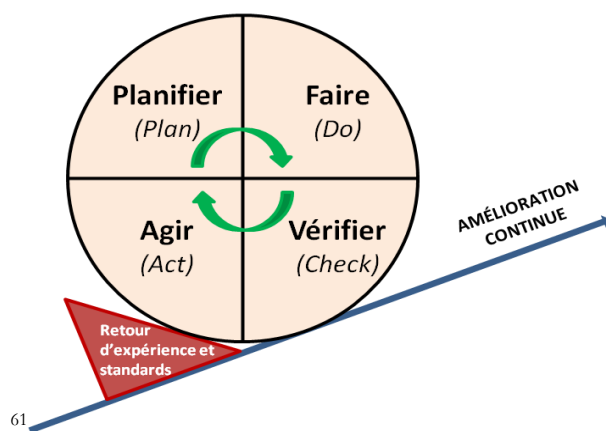 Planifier
(Plan)
Faire
(Do)
Agir
(Act)
Vérifier
(Check)
AMÉLIORATION
CONTINUE
Retour
d’expérience et
standards
61